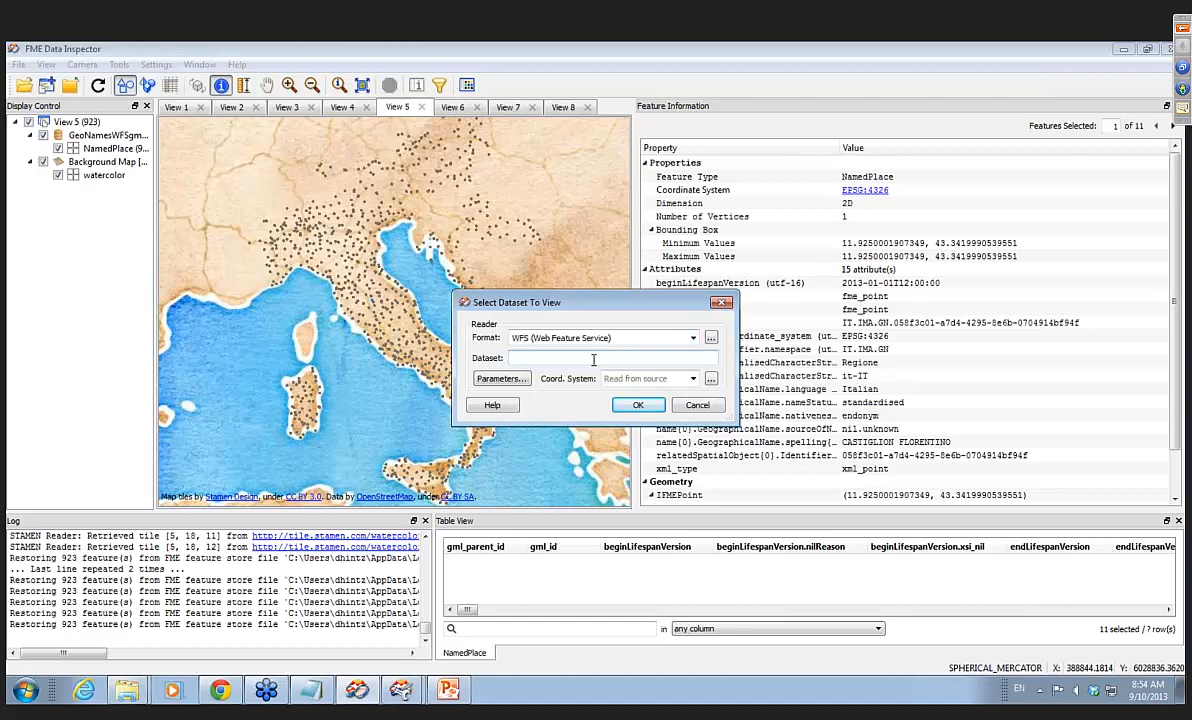 FME Data Inspector
File View Camera Tools Settings Window Help
Display Control
View 1 View 2 View 3 View 4 View 5 View 6 View 7 View 8
Feature Information
View 5 (923)
GeoNamesWFSgm...
NamedPlace (9...
Background Map [...
watercolor
Features Selected: 1 of 11
Property Value
Properties
Feature Type NamedPlace
Coordinate System EPSG:4326
Dimension 2D
Number of Vertices 1
Bounding Box
Minimum Values 11.9250001907349, 43.3419990539551
Maximum Values 11.9250001907349, 43.3419990539551
Attributes 15 attribute(s)
beginLifespanVersion (utf-16) 2013-01-01T12:00:00
fme_point
fme_point
IT.IMA.GN.058f3c01-a7d4-4295-8e6b-0704914bf94f
EPSG:4326
IT.IMA.GN
Regione
it-IT
Italian
standardised
endonym
nil.unknown
name{0}.GeographicalName.spelling{... CASTIGLION FLORENTINO
relatedSpatialObject{0}.Identifier... 058f3c01-a7d4-4295-8e6b-0704914bf94f
xml_type xml_point
Geometry
IFMEPoint (11.9250001907349, 43.3419990539551)
Select Dataset To View
Reader
Format: WFS (Web Feature Service) ...
Dataset:
Parameters... Coord. System: Read from source ...
Help OK Cancel
Map tiles by Stamen Design, under CC BY 3.0. Data by OpenStreetMap, under CC BY SA.
Log
STAMEN Reader: Retrieved tile [5, 18, 11] from http://tile.stamen.com/watercolo
STAMEN Reader: Retrieved tile [5, 18, 12] from http://tile.stamen.com/watercolo
Restoring 923 feature(s) from FME feature store file `C:\Users\dhintz\AppData\L
... Last line repeated 2 times ...
Restoring 923 feature(s) from FME feature store file `C:\Users\dhintz\AppData\L
Restoring 923 feature(s) from FME feature store file `C:\Users\dhintz\AppData\L
Restoring 923 feature(s) from FME feature store file `C:\Users\dhintz\AppData\L
Restoring 923 feature(s) from FME feature store file `C:\Users\dhintz\AppData\L
Restoring 923 feature(s) from FME feature store file `C:\Users\dhintz\AppData\L
Table View
gml_parent_id gml_id beginLifespanVersion beginLifespanVersion.nilReason beginLifespanVersion.xsi_nil endLifespanVersion endLifespanVe
in any column
11 selected / ? row(s)
NamedPlace
SPHERICAL_MERCATOR X: 388844.1814 Y: 6028836.3620
EN
8:54 AM
9/10/2013